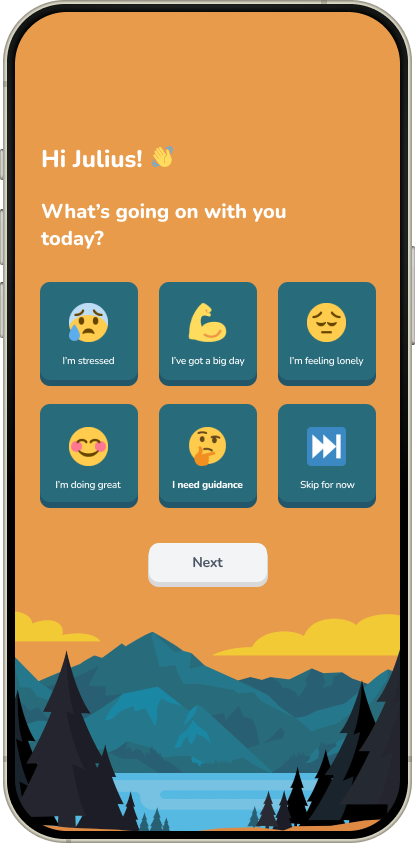 Hi Julius! 👋
What's going on with you
today?
I'm stressed
I've got a big day
I'm feeling lonely
I'm doing great
I need guidance
Skip for now
Next